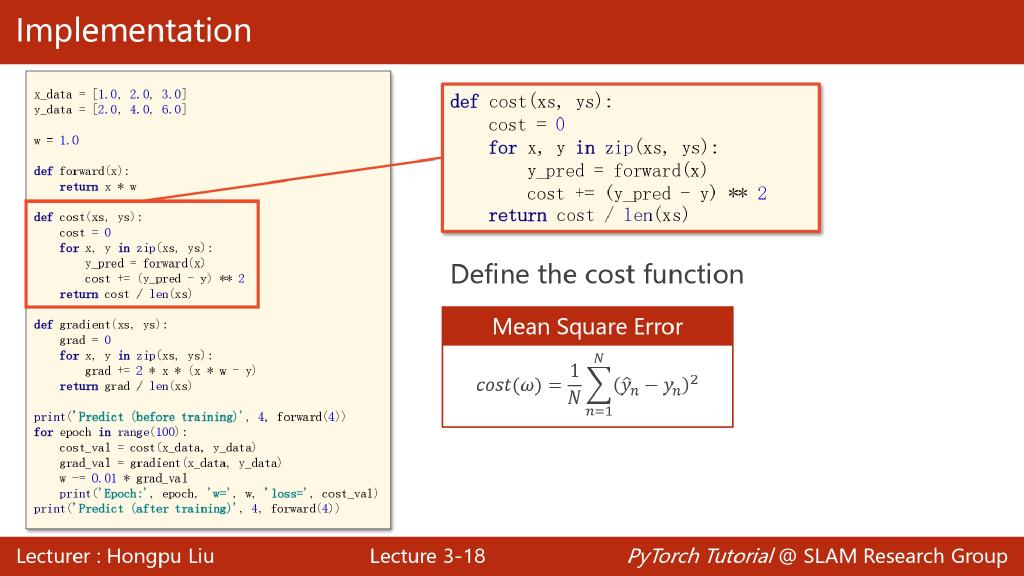 Implementation
x_data = [1.0, 2.0, 3.0]
y_data = [2.0, 4.0, 6.0]
w = 1.0
def forward(x):
    return x * w
def cost(xs, ys):
    cost = 0
    for x, y in zip(xs, ys):
        y_pred = forward(x)
        cost += (y_pred - y) ** 2
    return cost / len(xs)
def gradient(xs, ys):
    grad = 0
    for x, y in zip(xs, ys):
        grad += 2 * x * (x * w - y)
    return grad / len(xs)
print('Predict (before training)', 4, forward(4))
for epoch in range(100):
    cost_val = cost(x_data, y_data)
    grad_val = gradient(x_data, y_data)
    w -= 0.01 * grad_val
    print('Epoch:', epoch, 'w=', w, 'loss=', cost_val)
print('Predict (after training)', 4, forward(4))
def cost(xs, ys):
    cost = 0
    for x, y in zip(xs, ys):
        y_pred = forward(x)
        cost += (y_pred - y) ** 2
    return cost / len(xs)
Define the cost function
Mean Square Error
cost(ω) = 1/N ∑_{n=1}^{N} (ŷ_n − y_n)²
Lecturer : Hongpu Liu
Lecture 3-18
PyTorch Tutorial @ SLAM Research Group